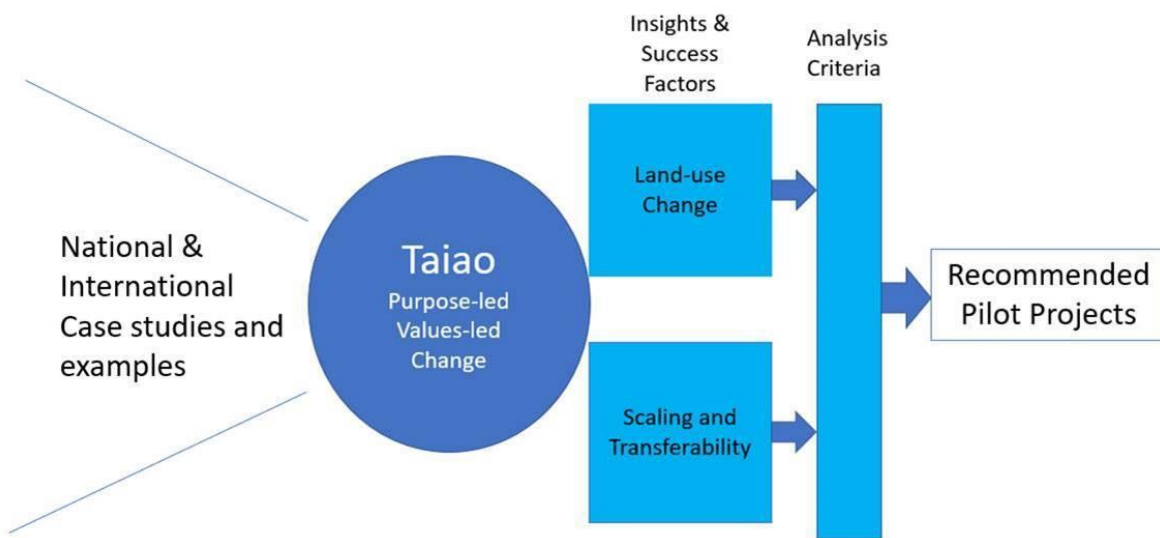 National &
International
Case studies and
examples
Taiao
Purpose-led
Values-led
Change
Insights &
Success
Factors
Land-use
Change
Scaling and
Transferability
Analysis
Criteria
Recommended
Pilot Projects